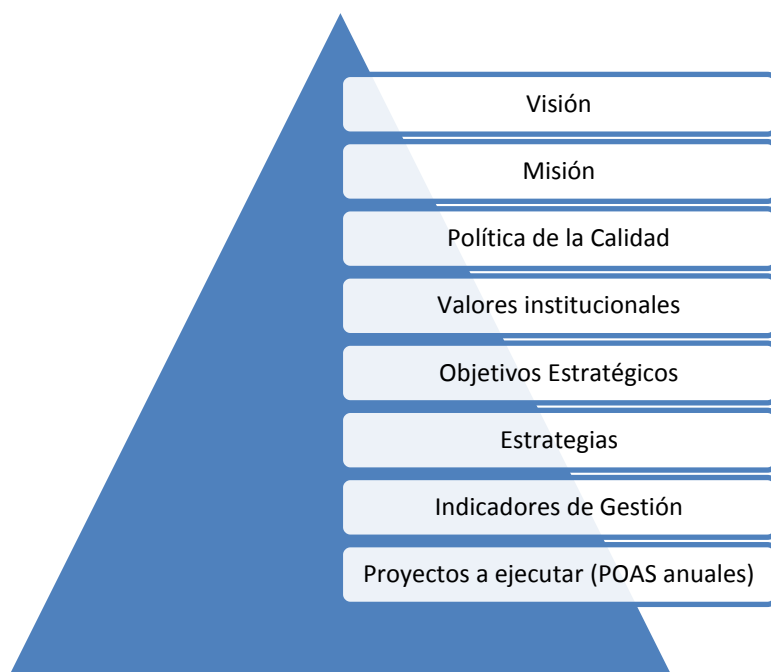 Visión
Misión
Política de la Calidad
Valores institucionales
Objetivos Estratégicos
Estrategias
Indicadores de Gestión
Proyectos a ejecutar (POAS anuales)